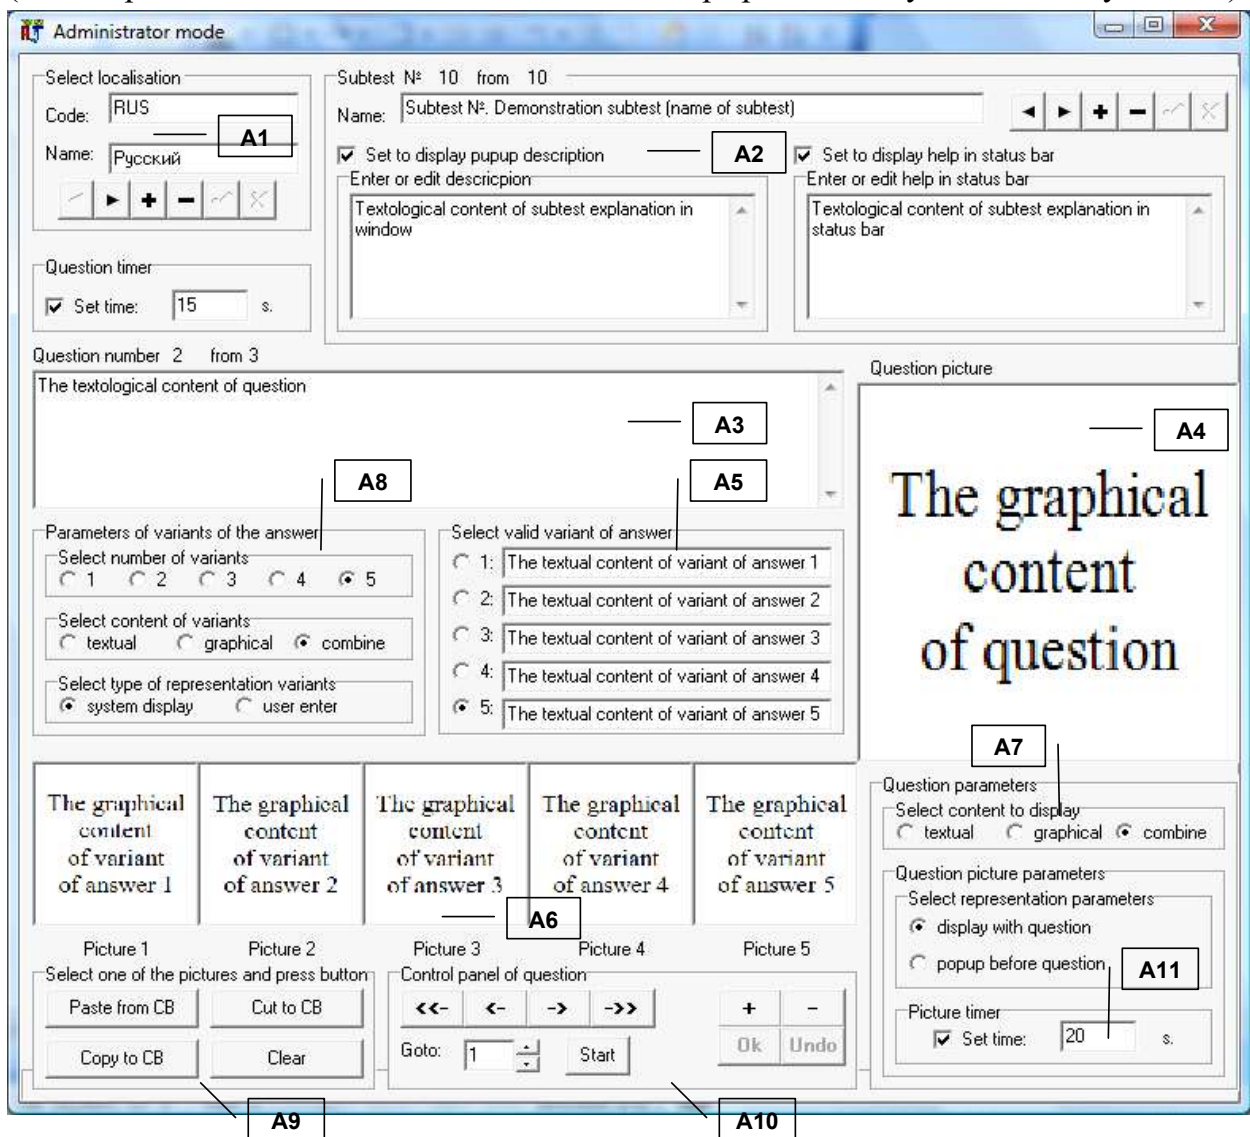 Administrator mode
Select localisation
Code: RUS
A1
Name: Русский
Subtest № 10 from 10
Name: Subtest №. Demonstration subtest (name of subtest)
Set to display pupup description
A2
Set to display help in status bar
Enter or edit descricpion
Enter or edit help in status bar
Textological content of subtest explanation in
window
Textological content of subtest explanation in
status bar
Question timer
Set time: 15 s.
Question number 2 from 3
The textological content of question
A3
Question picture
A4
The graphical
content
of question
A8
A5
Parameters of variants of the answer
Select number of variants
1 2 3 4 5
Select content of variants
textual graphical combine
Select type of representation variants
system display user enter
Select valid variant of answer
1: The textual content of variant of answer 1
2: The textual content of variant of answer 2
3: The textual content of variant of answer 3
4: The textual content of variant of answer 4
5: The textual content of variant of answer 5
A7
The graphical
content
of variant
of answer 1
The graphical
content
of variant
of answer 2
The graphical
content
of variant
of answer 3
The graphical
content
of variant
of answer 4
The graphical
content
of variant
of answer 5
A6
Picture 1 Picture 2 Picture 3 Picture 4 Picture 5
Question parameters
Select content to display
textual graphical combine
Question picture parameters
Select representation parameters
display with question
popup before question
A11
Picture timer
Set time: 20 s.
Select one of the pictures and press button
Paste from CB Cut to CB
Copy to CB Clear
A9
Control panel of question
<<- <- -> ->> + -
Goto: 1 Start Ok Undo
A10